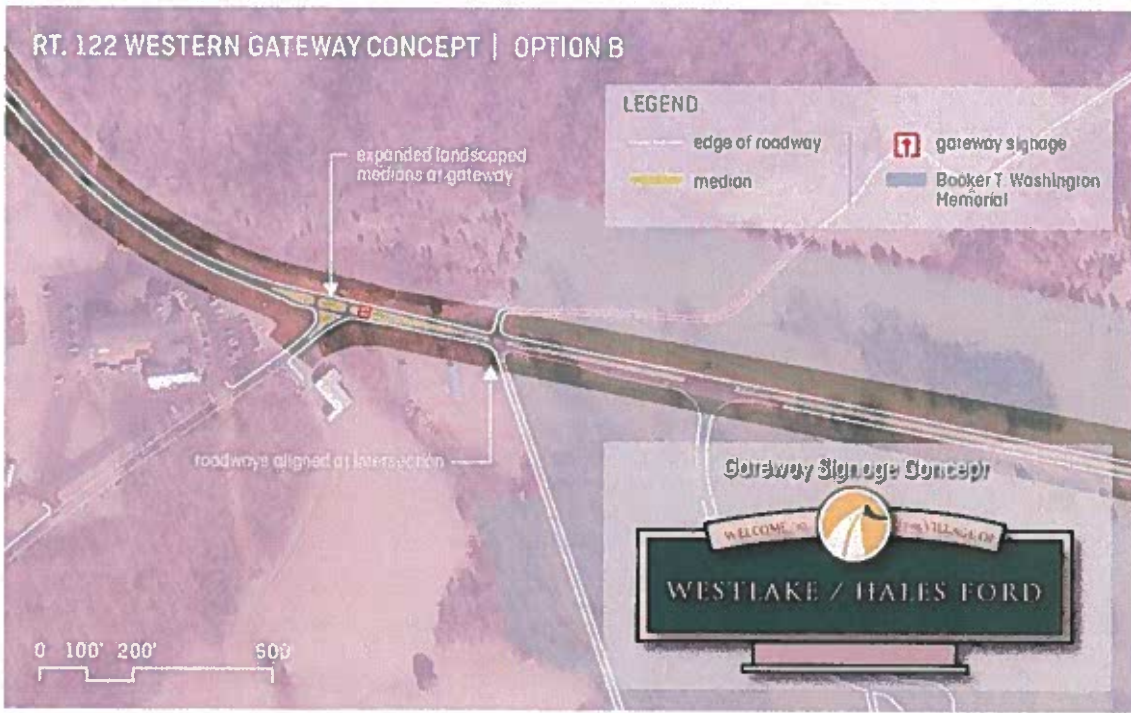 RT. 122 WESTERN GATEWAY CONCEPT | OPTION B
LEGEND
edge of roadway
gateway signage
median
Booker T. Washington
Memorial
expanded landscaped
medians at gateway
roadways aligned at intersection
Gateway Signage Concept
WELCOME TO
THE VILLAGE OF
WESTLAKE / HALES FORD
0 100' 200' 500'